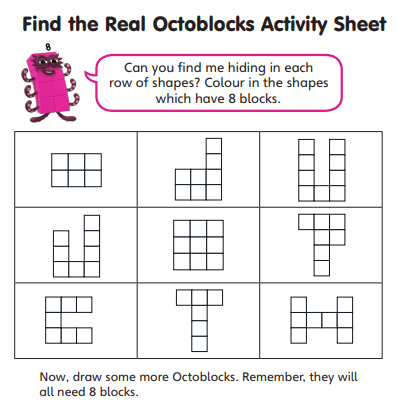 Find the Real Octoblocks Activity Sheet
8
Can you find me hiding in each
row of shapes? Colour in the shapes
which have 8 blocks.
Now, draw some more Octoblocks. Remember, they will
all need 8 blocks.